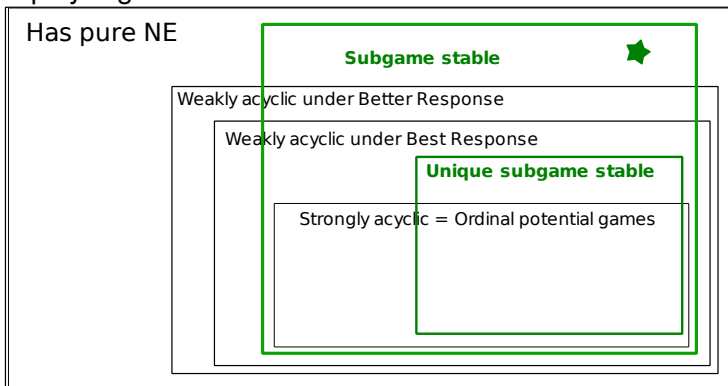 Has pure NE
Subgame stable
Weakly acyclic under Better Response
Weakly acyclic under Best Response
Unique subgame stable
Strongly acyclic = Ordinal potential games